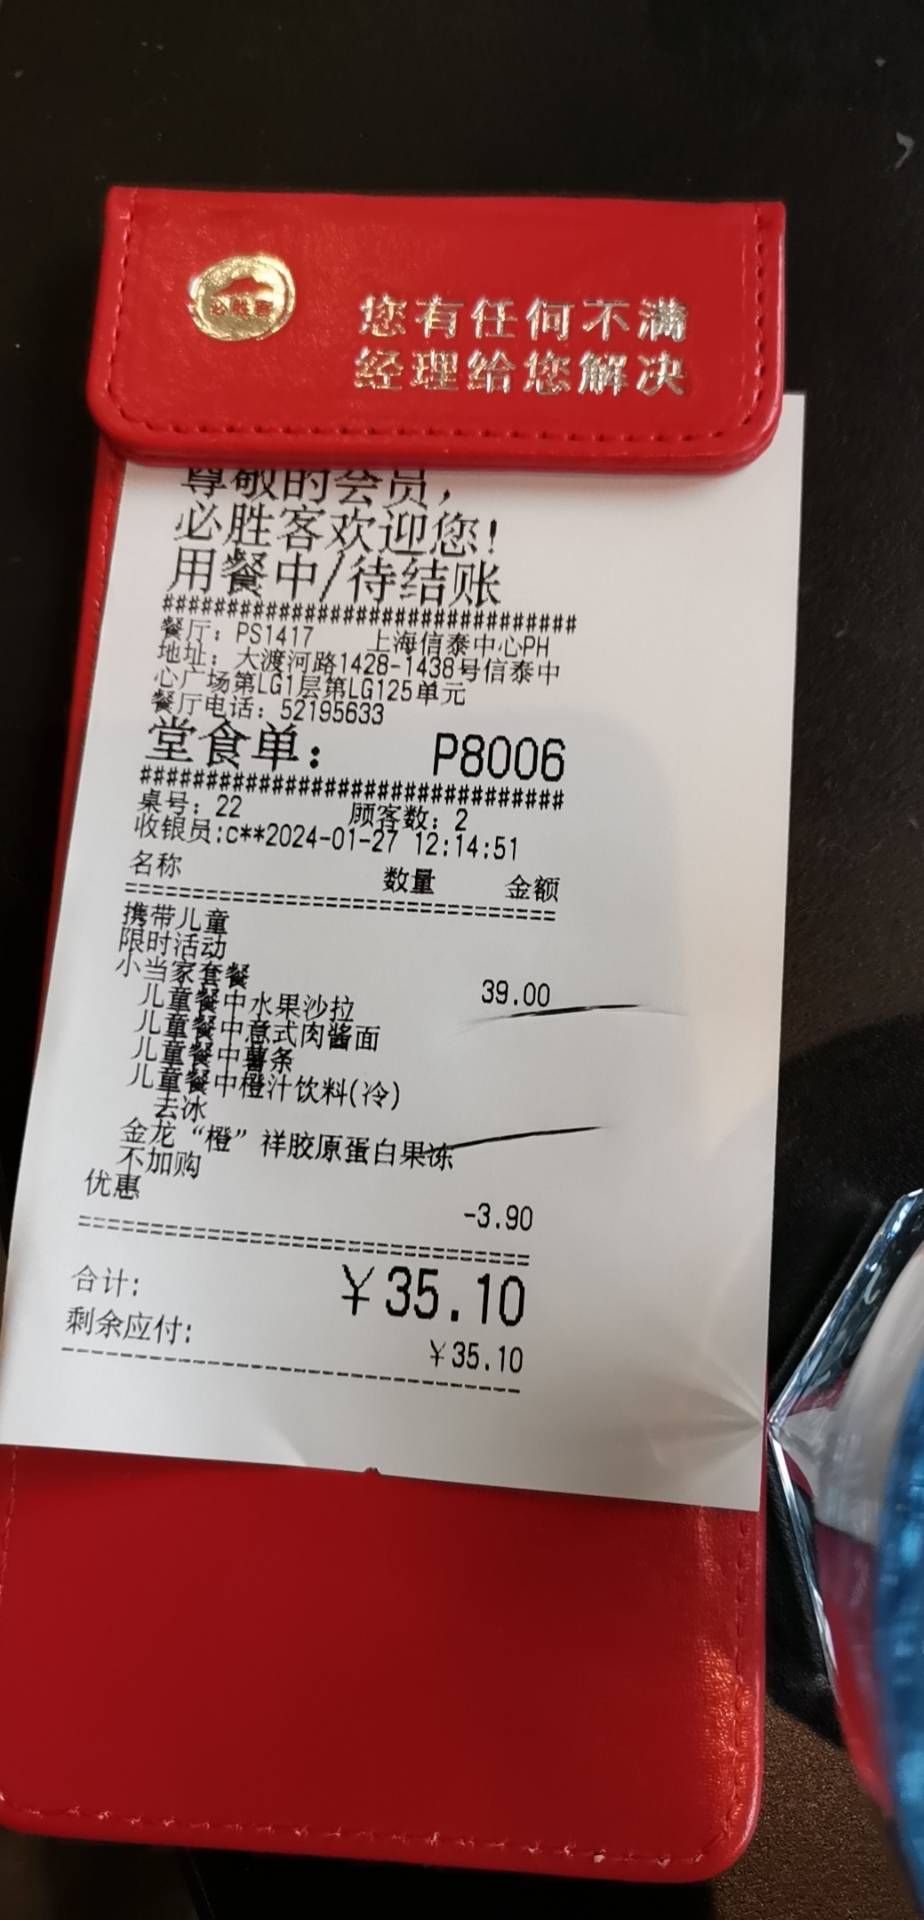 必胜客
您有任何不满
经理给您解决
尊敬的会员，
必胜客欢迎您!
用餐中/待结账
################################
餐厅: PS1417 上海信泰中心PH
地址: 大渡河路1428-1438号信泰中
心广场第LG1层第LG125单元
餐厅电话: 52195633
堂食单: P8006
################################
桌号: 22 顾客数: 2
收银员:c**2024-01-27 12:14:51
名称 数量 金额
================================
携带儿童
限时活动
小当家套餐 39.00
儿童餐中水果沙拉
儿童餐中意式肉酱面
儿童餐中薯条
儿童餐中橙汁饮料(冷)
去冰
金龙“橙”祥胶原蛋白果冻
不加购
优惠 -3.90
================================
合计: ￥35.10
剩余应付: ￥35.10
--------------------------------